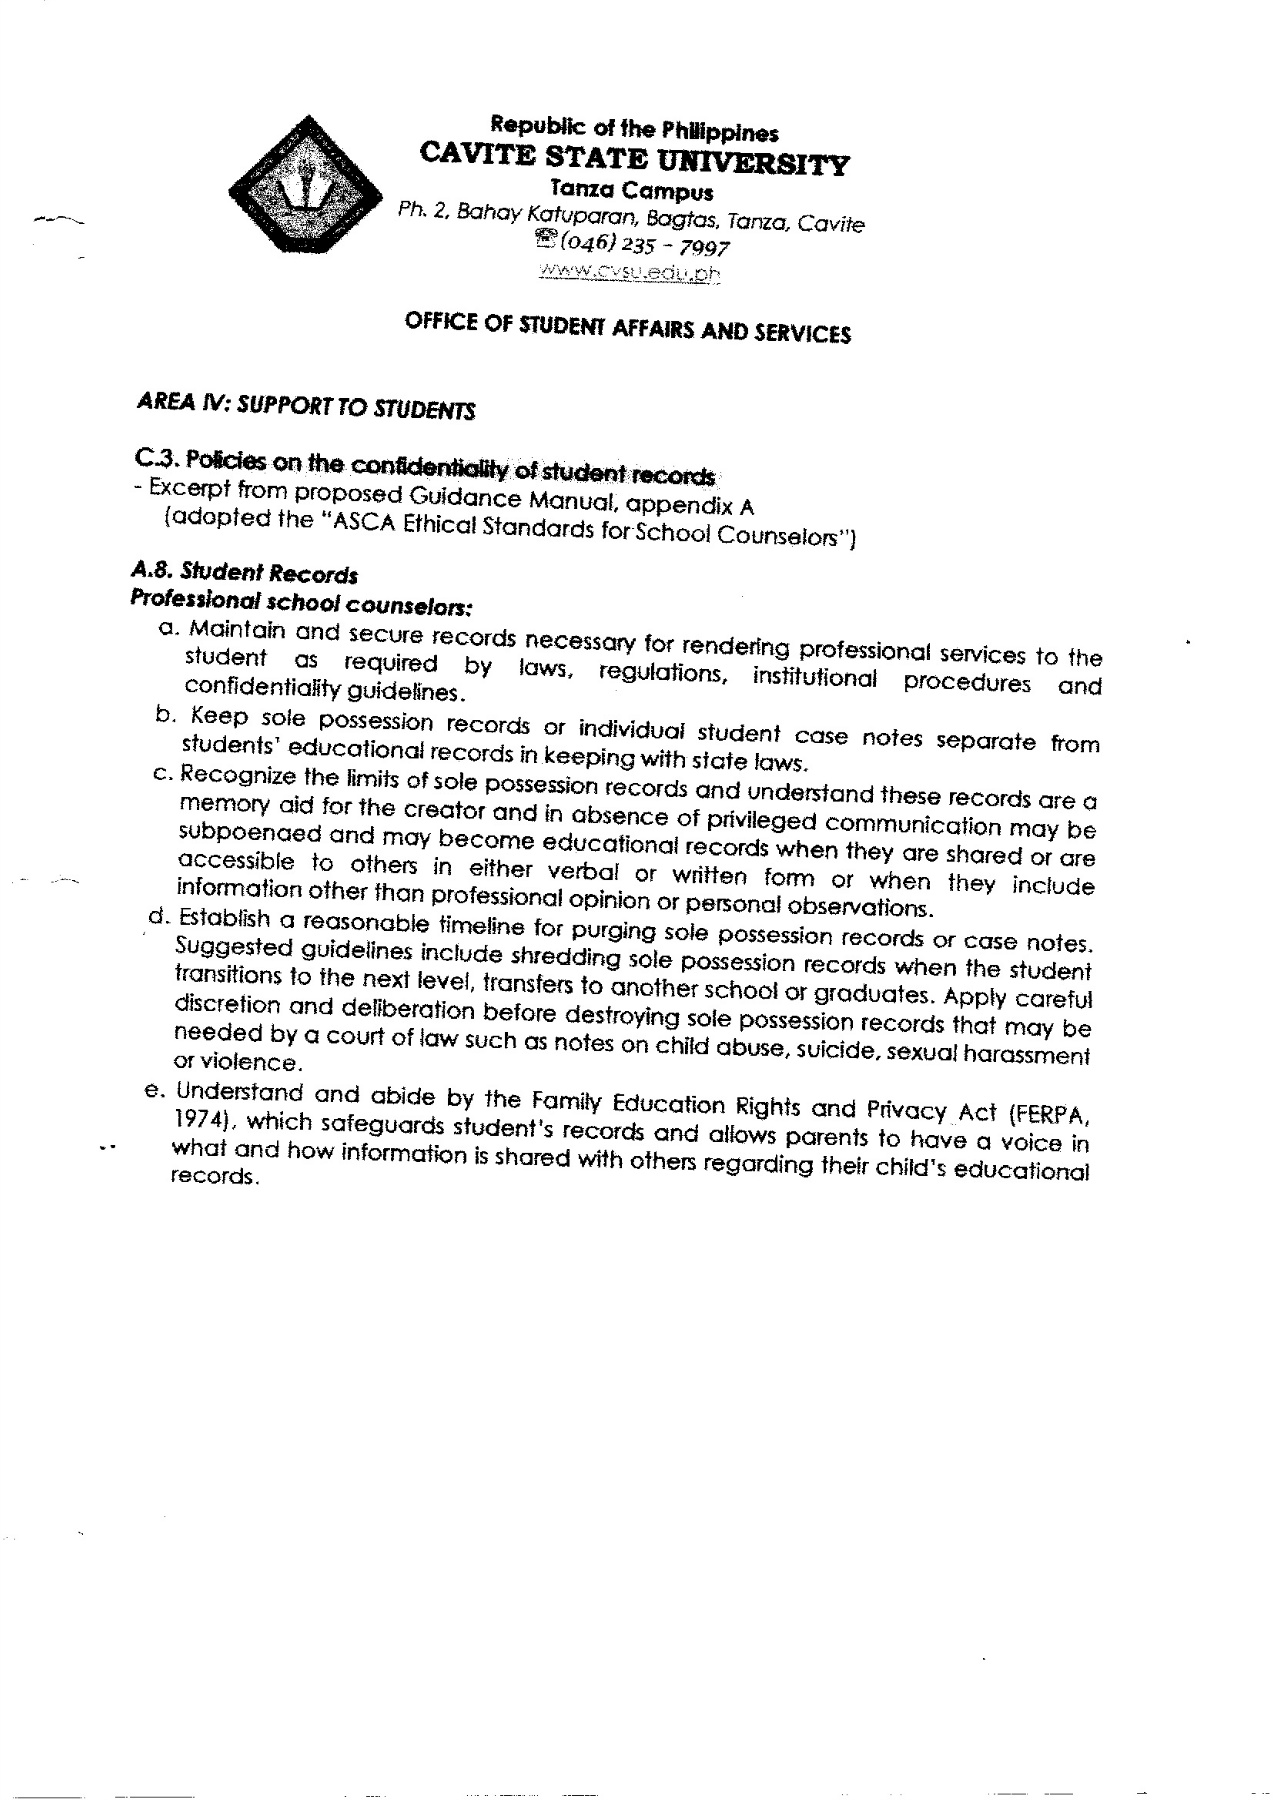 Republic of the Philippines
CAVITE STATE UNIVERSITY
Tanza Campus
Ph. 2, Bahay Katuparan, Bagtas, Tanza, Cavite
☎(046) 235 - 7997
www.cvsu.edu.ph
OFFICE OF STUDENT AFFAIRS AND SERVICES
AREA IV: SUPPORT TO STUDENTS
C.3. Policies on the confidentiality of student records
- Excerpt from proposed Guidance Manual, appendix A
(adopted the "ASCA Ethical Standards for School Counselors")
A.8. Student Records
Professional school counselors:
a. Maintain and secure records necessary for rendering professional services to the
student as required by laws, regulations, institutional procedures and
confidentiality guidelines.
b. Keep sole possession records or individual student case notes separate from
students' educational records in keeping with state laws.
c. Recognize the limits of sole possession records and understand these records are a
memory aid for the creator and in absence of privileged communication may be
subpoenaed and may become educational records when they are shared or are
accessible to others in either verbal or written form or when they include
information other than professional opinion or personal observations.
d. Establish a reasonable timeline for purging sole possession records or case notes.
Suggested guidelines include shredding sole possession records when the student
transitions to the next level, transfers to another school or graduates. Apply careful
discretion and deliberation before destroying sole possession records that may be
needed by a court of law such as notes on child abuse, suicide, sexual harassment
or violence.
e. Understand and abide by the Family Education Rights and Privacy Act (FERPA,
1974), which safeguards student's records and allows parents to have a voice in
what and how information is shared with others regarding their child's educational
records.